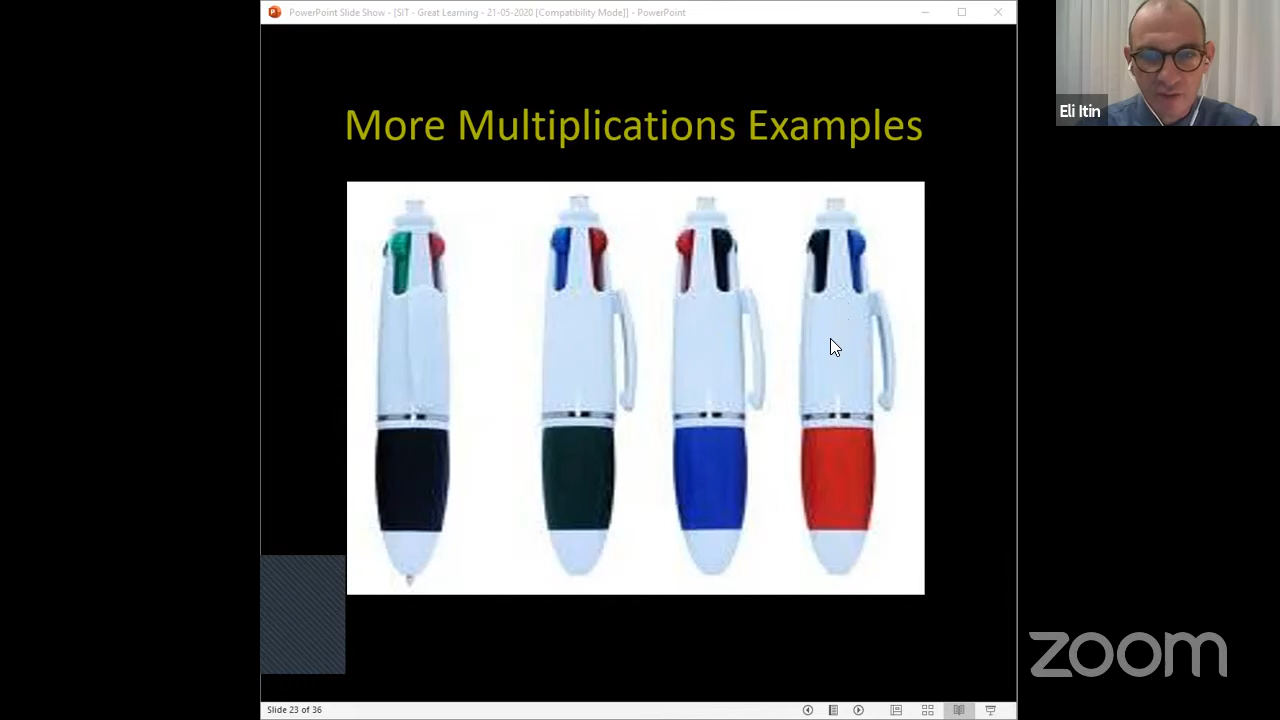 PowerPoint Slide Show - [SIT - Great Learning - 21-05-2020 [Compatibility Mode]] - PowerPoint
Eli Itin
More Multiplications Examples
zoom
Slide 23 of 36